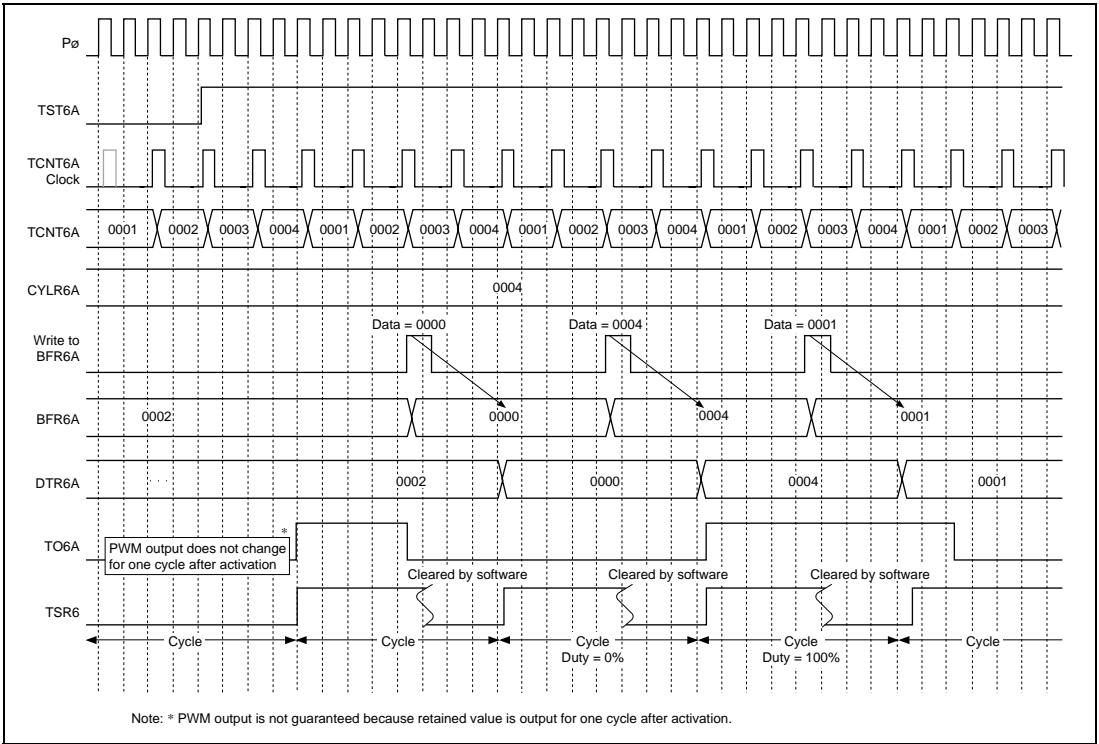 Pø
TST6A
TCNT6A
Clock
TCNT6A
0001 0002 0003 0004 0001 0002 0003 0004 0001 0002 0003 0004 0001 0002 0003 0004 0001 0002 0003
CYLR6A
0004
Write to
BFR6A
Data = 0000 Data = 0004 Data = 0001
BFR6A
0002 0000 0004 0001
DTR6A
0002 0000 0004 0001
TO6A
*
PWM output does not change
for one cycle after activation
TSR6
Cleared by software Cleared by software Cleared by software
Cycle Cycle Cycle Cycle Cycle
Duty = 0% Duty = 100%
Note: * PWM output is not guaranteed because retained value is output for one cycle after activation.